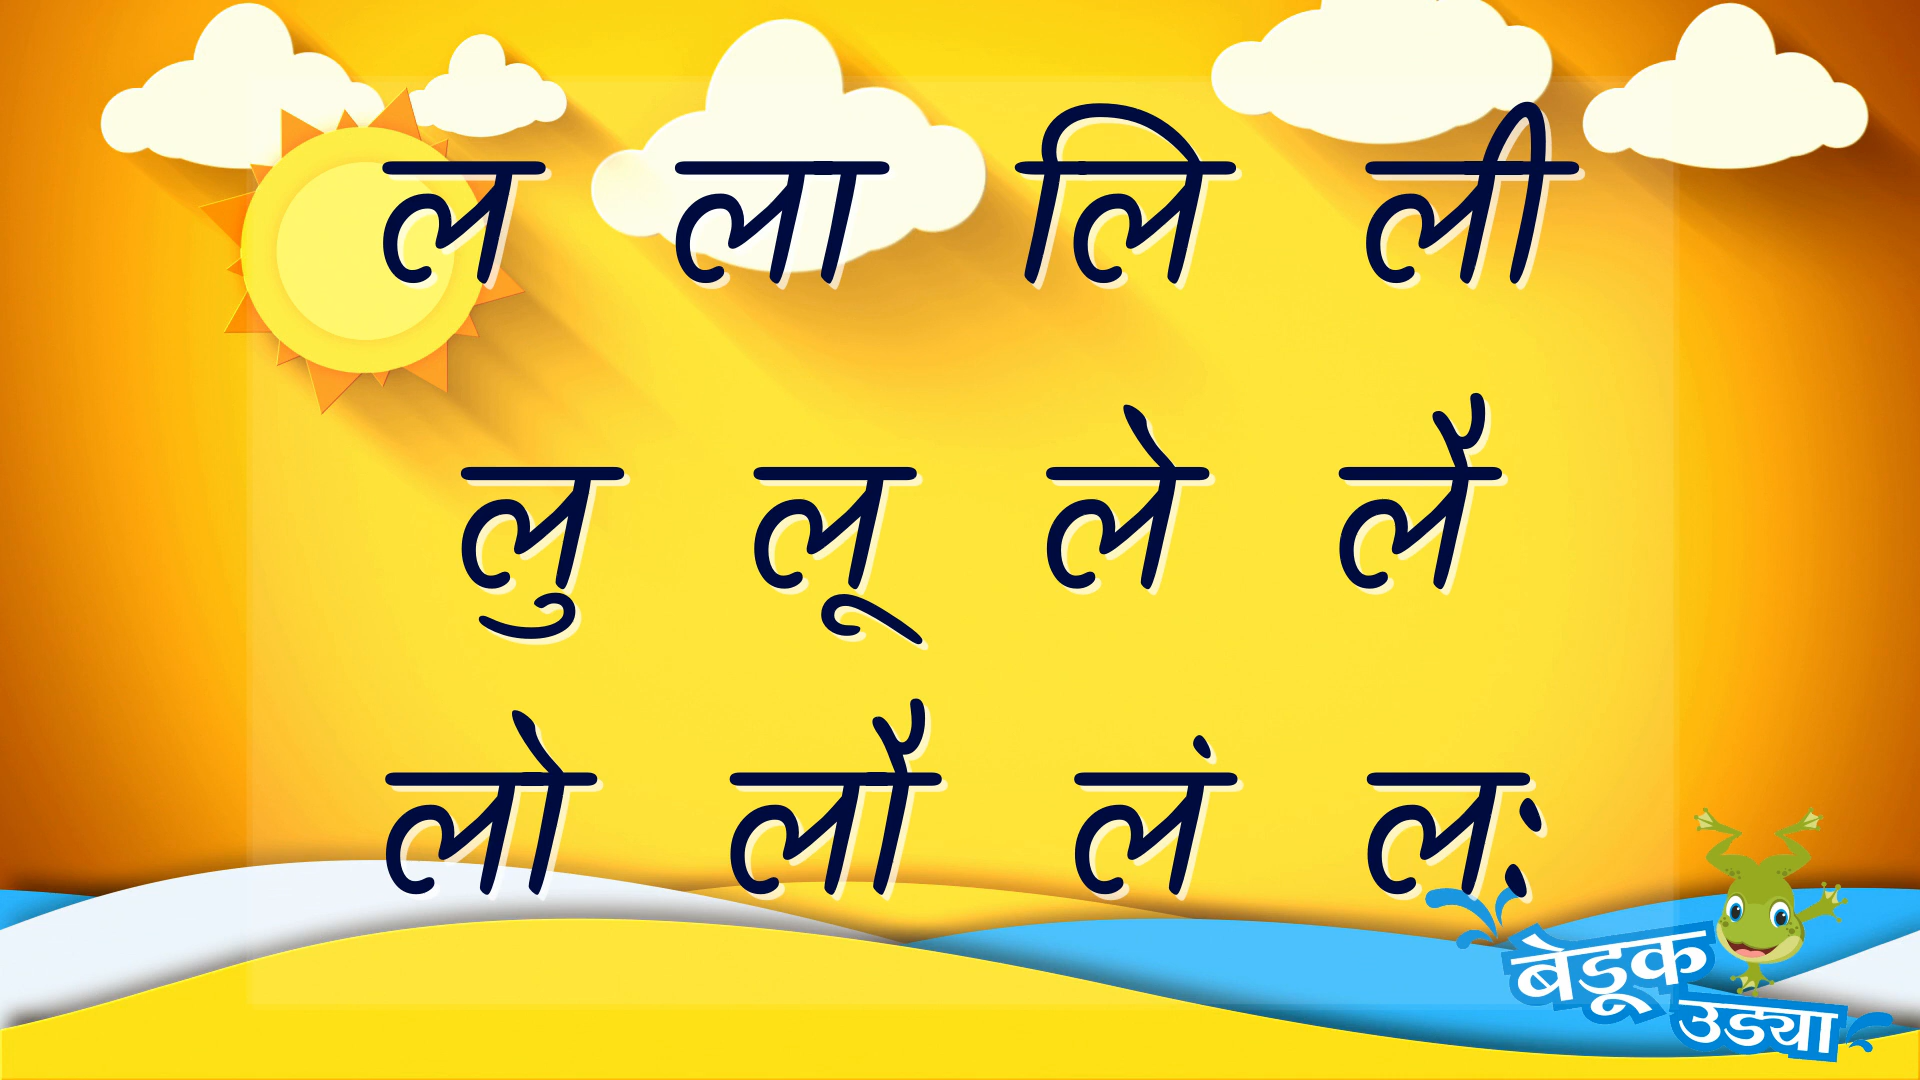 ल ला लि ली
लु लू ले लै
लो लौ लं लः
बेडूक
उड्या